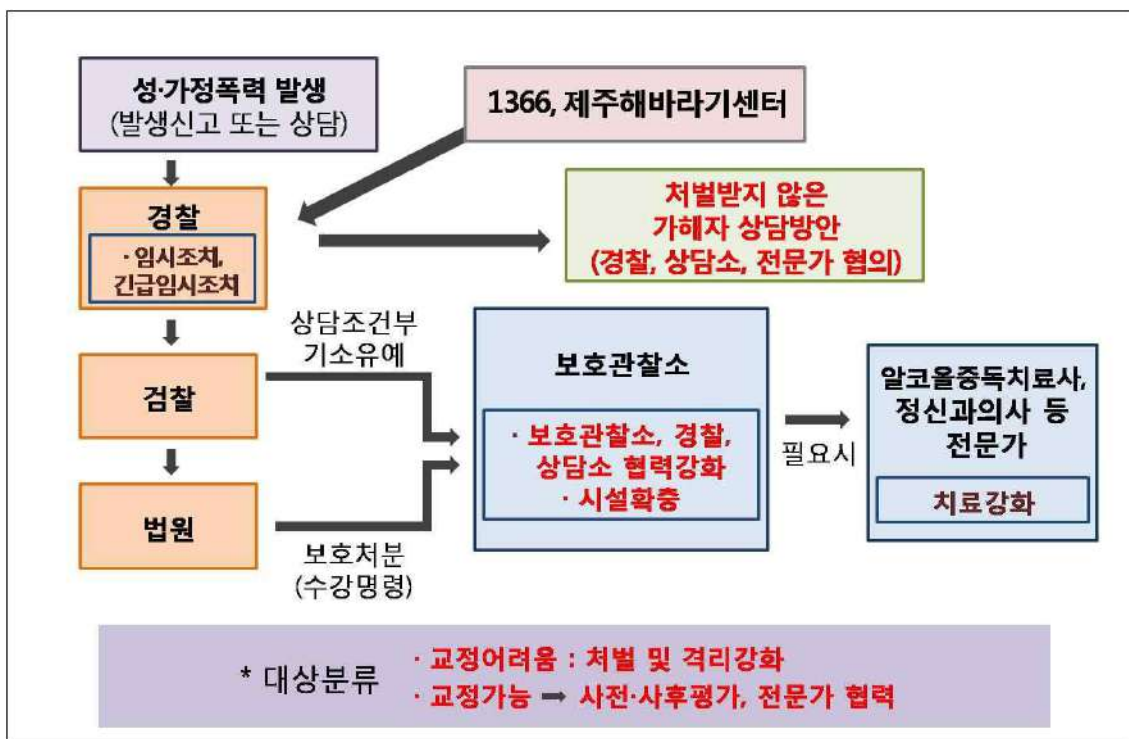 성·가정폭력 발생
(발생신고 또는 상담)
1366, 제주해바라기센터
경찰
· 임시조치,
긴급임시조치
처벌받지 않은
가해자 상담방안
(경찰, 상담소, 전문가 협의)
상담조건부
기소유예
검찰
보호관찰소
· 보호관찰소, 경찰,
상담소 협력강화
· 시설확충
필요시
알코올중독치료사,
정신과의사 등
전문가
치료강화
법원
보호처분
(수강명령)
* 대상분류
· 교정어려움 : 처벌 및 격리강화
· 교정가능 ➡ 사전·사후평가, 전문가 협력